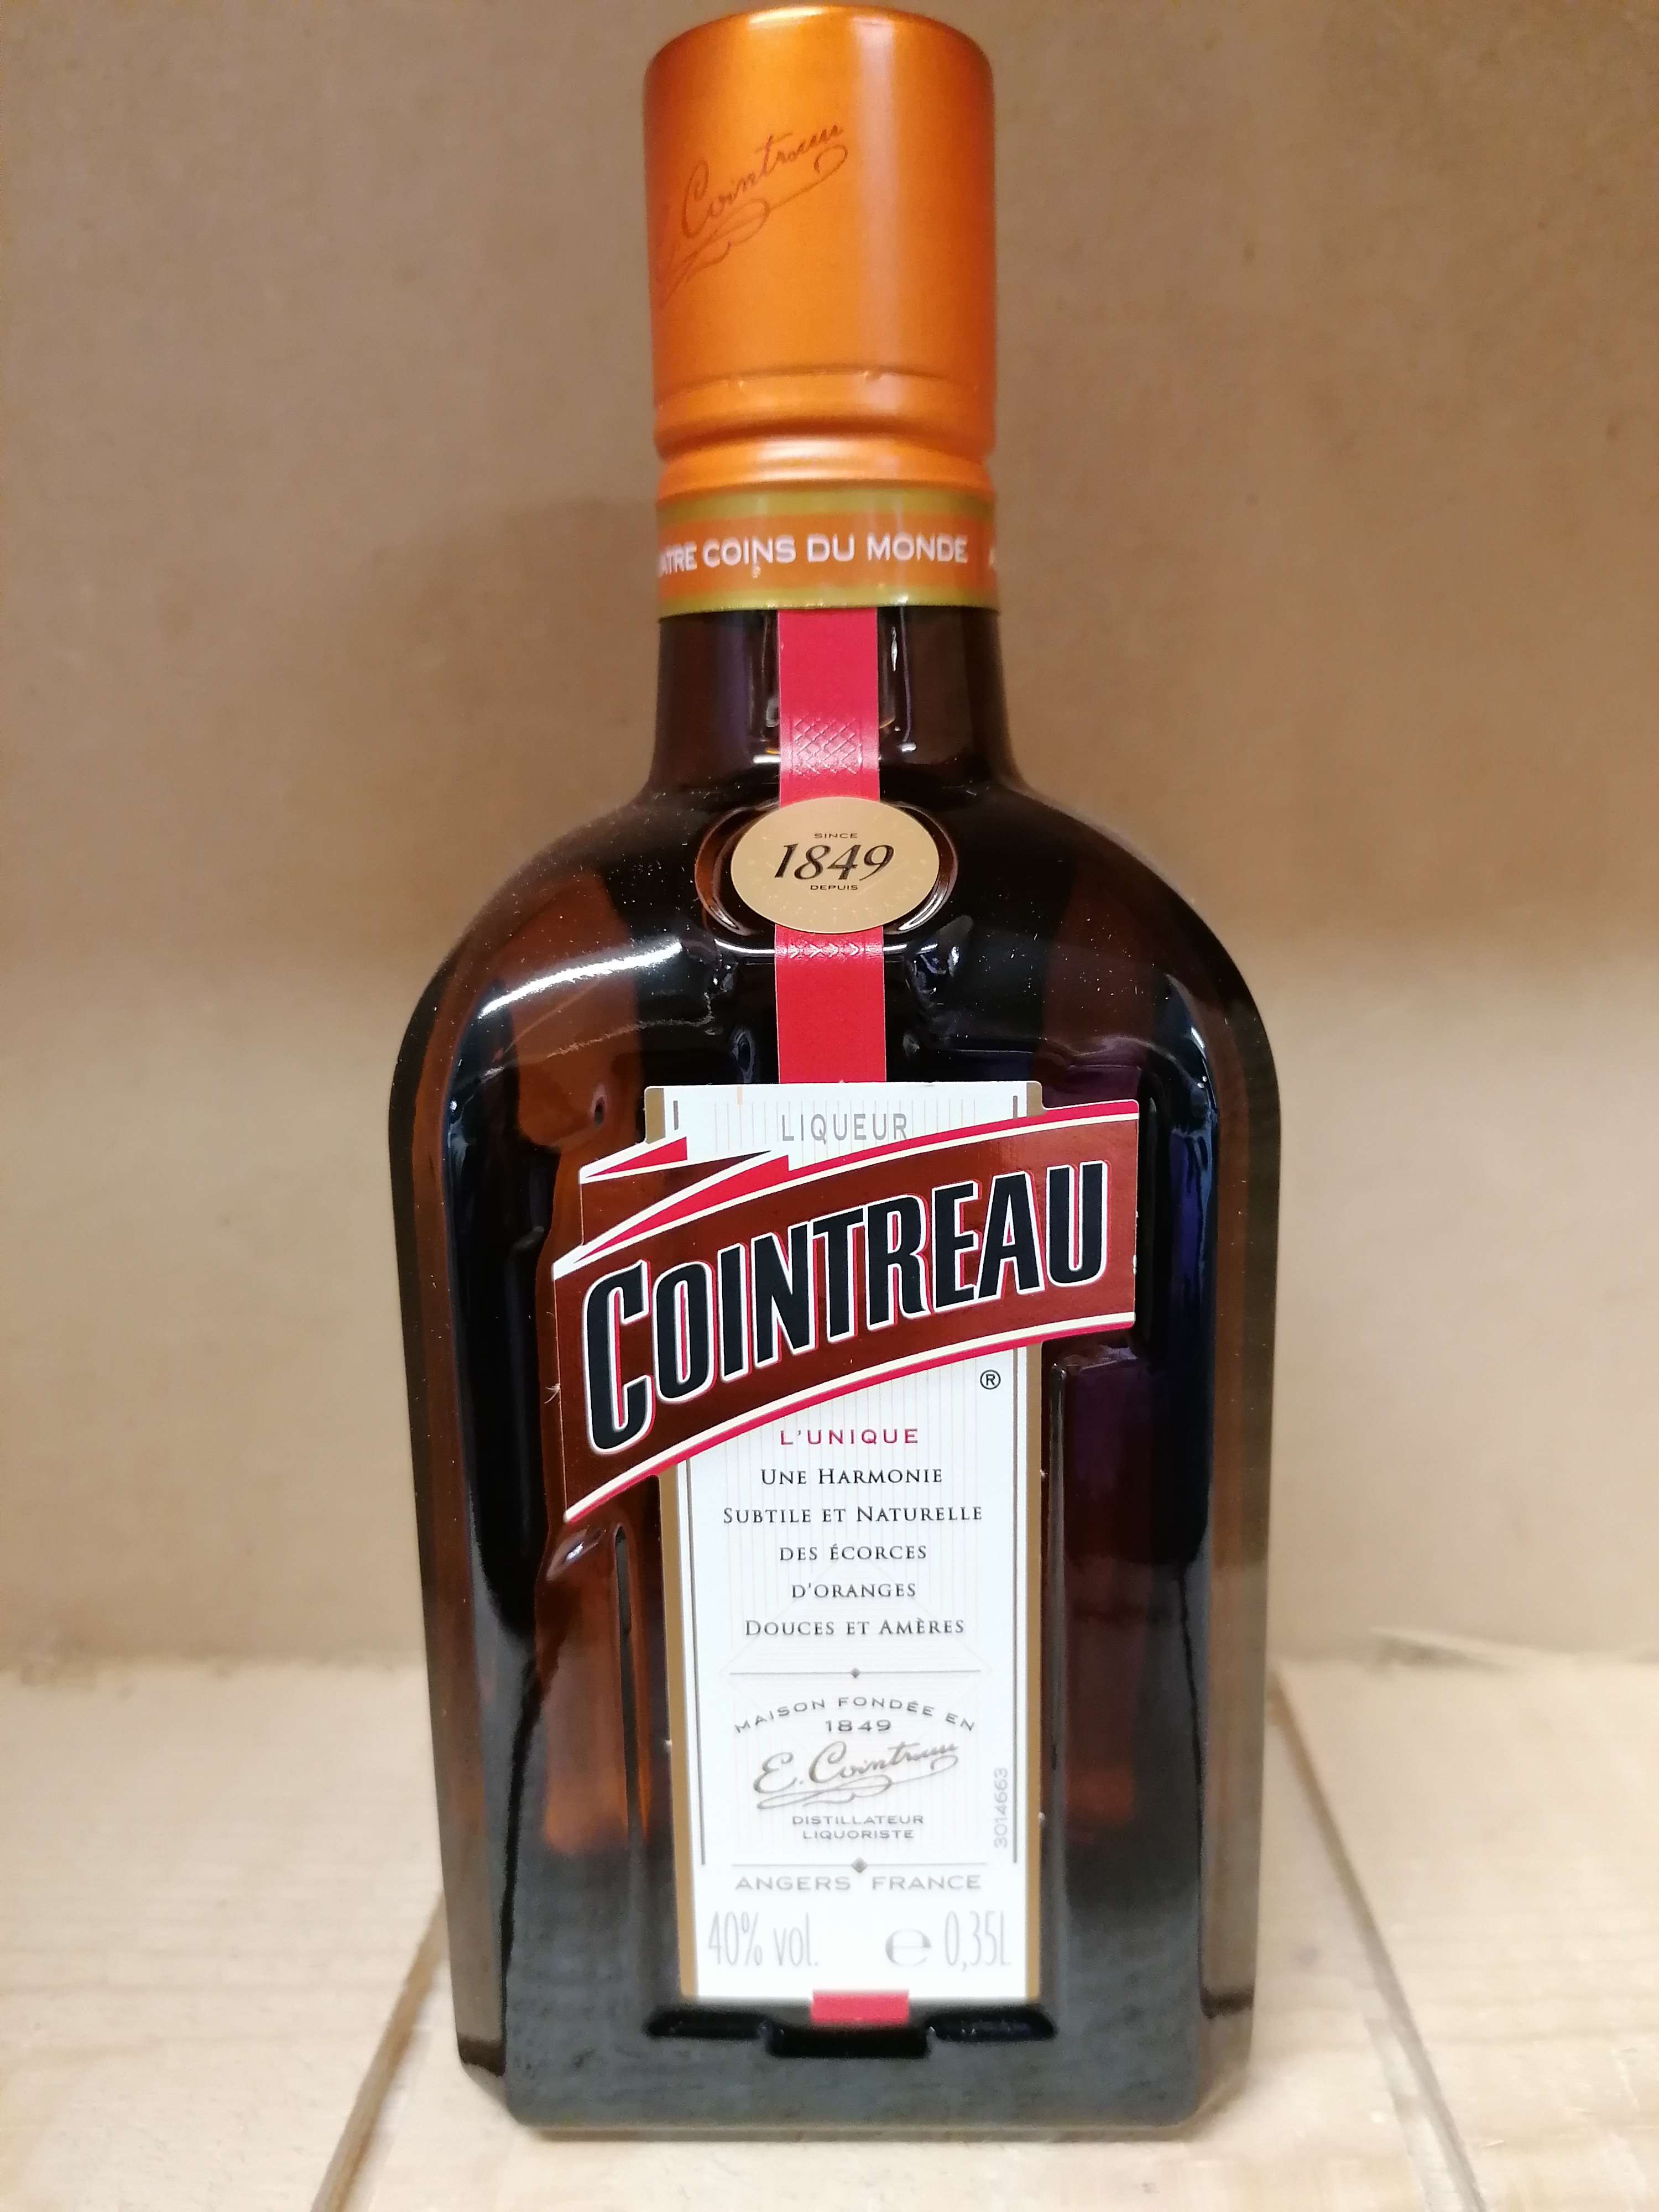 E. Cointreau
COINS DU MONDE
SINCE
1849
DEPUIS
LIQUEUR
COINTREAU
®
L'UNIQUE
UNE HARMONIE
SUBTILE ET NATURELLE
DES ÉCORCES
D'ORANGES
DOUCES ET AMÈRES
MAISON FONDÉE EN
1849
E. Cointreau
DISTILLATEUR
LIQUORISTE
3014663
ANGERS FRANCE
40% vol. e 0,35L